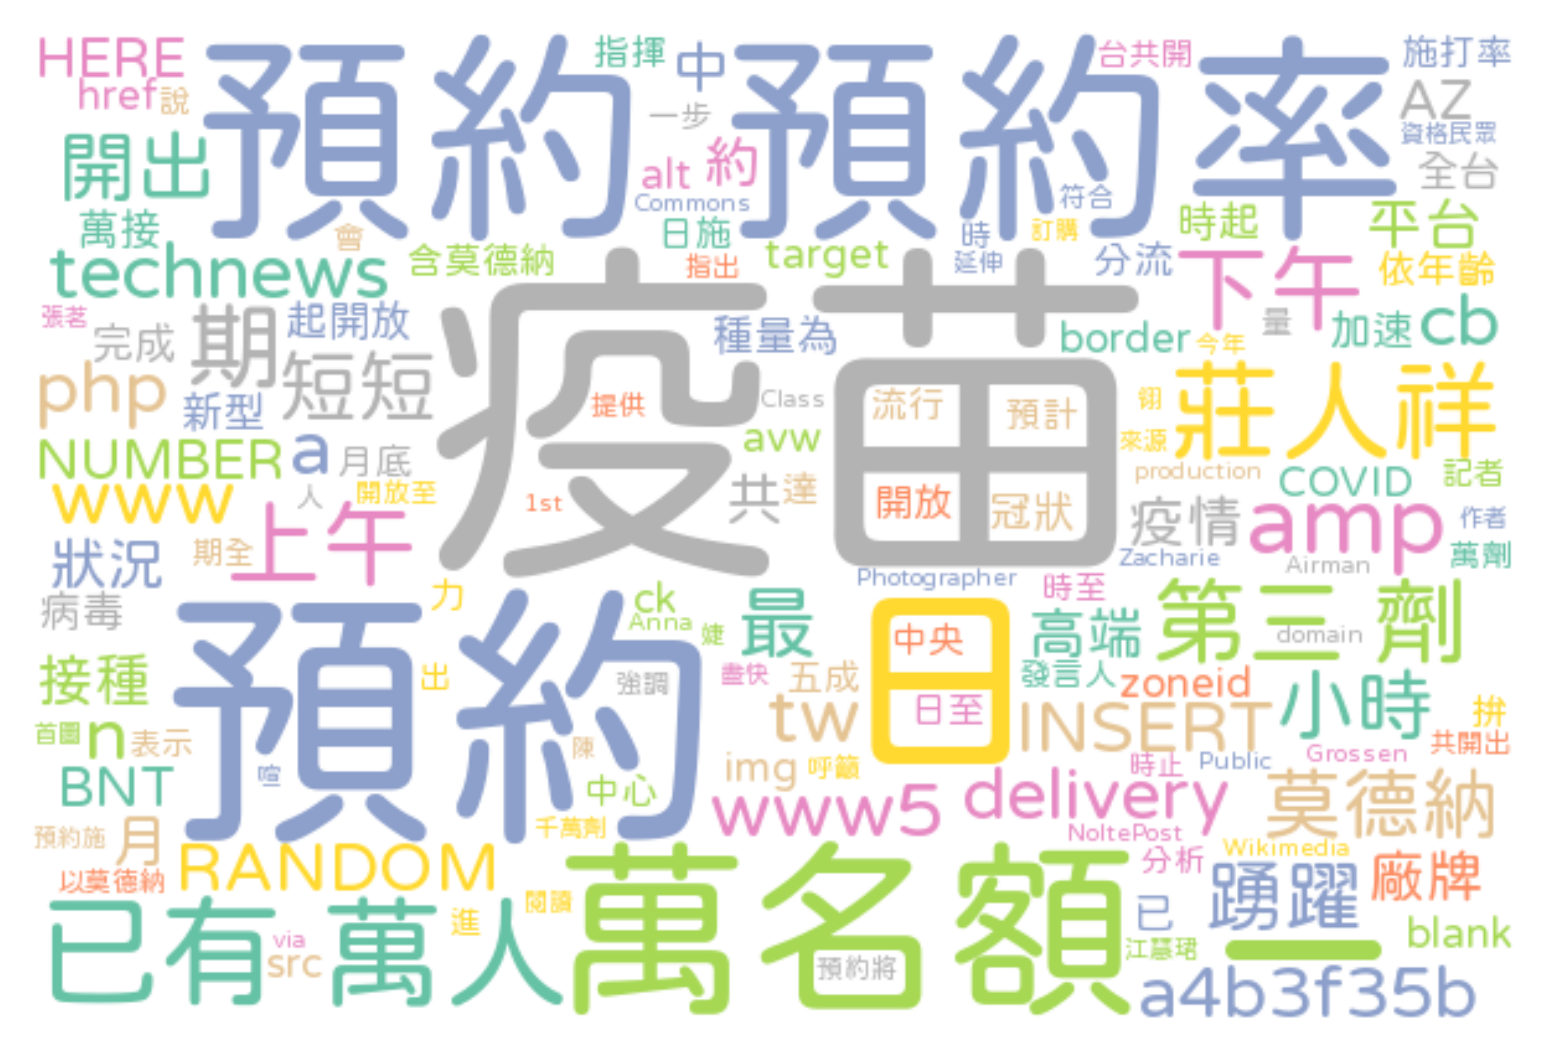 HERE
預約
指揮
中
預約率
台共開
施打率
href
說
一步
AZ
開出
alt
約
資格民眾
Commons
符合
全台
萬接
會
日施
時
訂購
時起
平台
technews
含莫德納
指出
target
延伸
分流
下午
依年齡
疫苗
張茗
完成
期
起開放
種量為
border
今年
量
加速
cb
php
新型
短短
提供
Class
流行
預計
翎
莊人祥
NUMBER
a
月底
avw
來源
production
COVID
記者
www
人
開放至
1st
共
達
開放
冠狀
疫情
amp
作者
狀況
期全
上午
Zacharie
Airman
萬劑
病毒
預約
力
ck
Anna
婕
最
Photographer
時至
日
中央
高端
第三劑
domain
接種
出
強調
盡快
五成
日至
發言人
zoneid
小時
首圖
n
表示
陳
tw
INSERT
拚
共開出
BNT
喧
中心
img
呼籲
時止
Public
Grossen
預約施
月
千萬劑
www5
delivery
莫德納
NoltePost
以莫德納
RANDOM
萬名額
分析
Wikimedia
廠牌
已有
萬人
進
閱讀
已
踴躍
via
src
預約將
江慧珺
一
blank
a4b3f35b